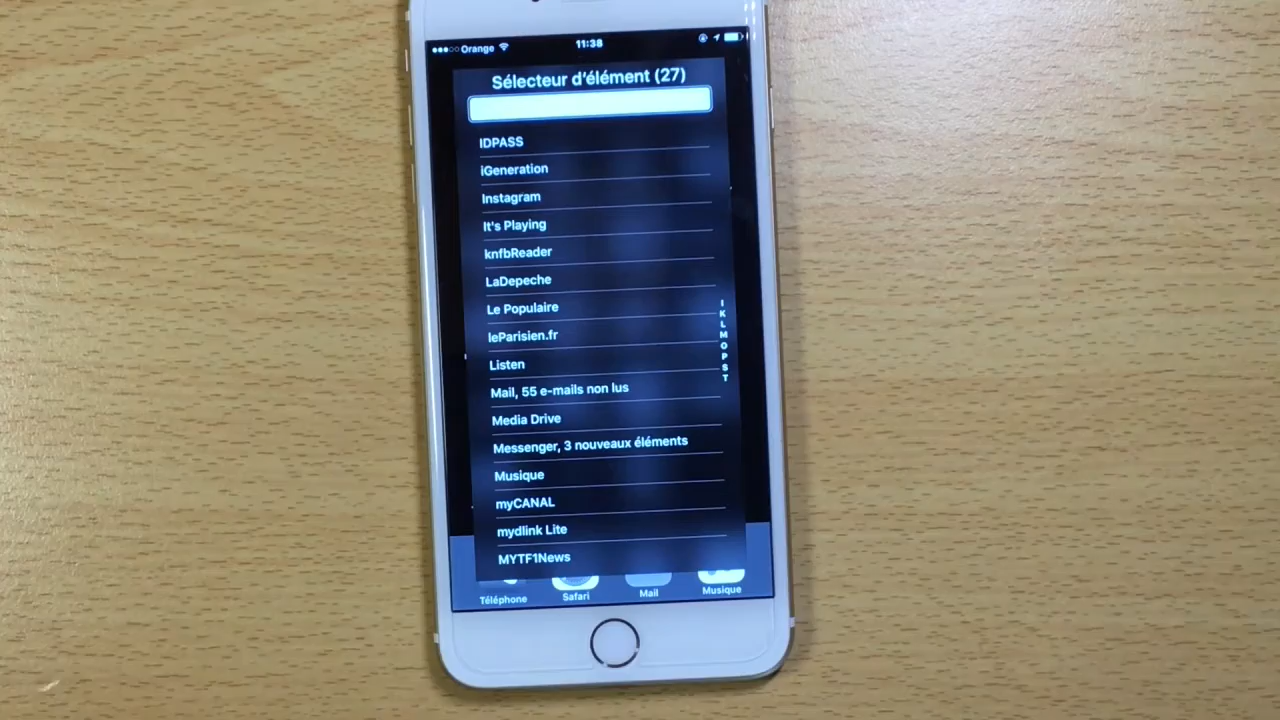 Orange 11:38
Sélecteur d'élément (27)
IDPASS
iGeneration
Instagram
It's Playing
knfbReader
LaDepeche
Le Populaire
leParisien.fr
Listen
Mail, 55 e-mails non lus
Media Drive
Messenger, 3 nouveaux éléments
Musique
myCANAL
mydlink Lite
MYTF1News
I
K
L
M
O
P
S
T
Téléphone Safari Mail Musique